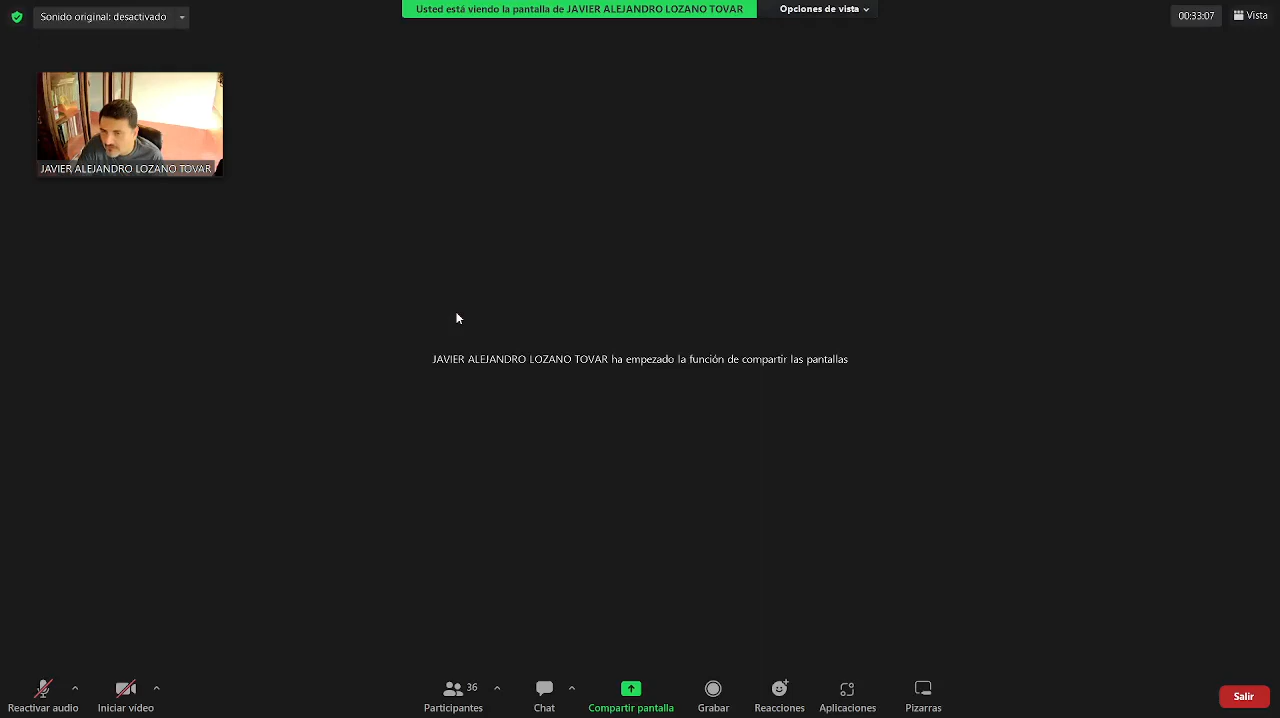 Sonido original: desactivado
Usted está viendo la pantalla de JAVIER ALEJANDRO LOZANO TOVAR
Opciones de vista
00:33:07
Vista
JAVIER ALEJANDRO LOZANO TOVAR
JAVIER ALEJANDRO LOZANO TOVAR ha empezado la función de compartir las pantallas
Reactivar audio
Iniciar vídeo
36
Participantes
Chat
Compartir pantalla
Grabar
Reacciones
Aplicaciones
Pizarras
Salir